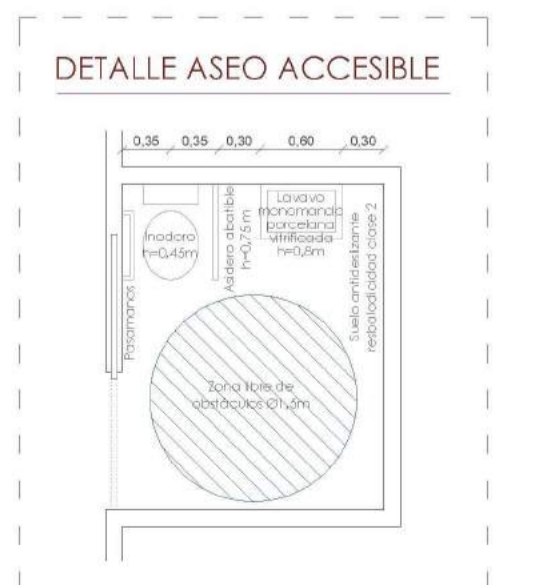 DETALLE ASEO ACCESIBLE
0,35 0,35 0,30 0,60 0,30
Inodoro
h=0,45m
Pasamanos
Asidero abatible
h=0,75 m
Lavavo
monomando
porcelana
vitrificada
h=0,8m
Suelo antideslizante
resbalodicidad clase 2
Zona libre de
obstáculos Ø1,5m